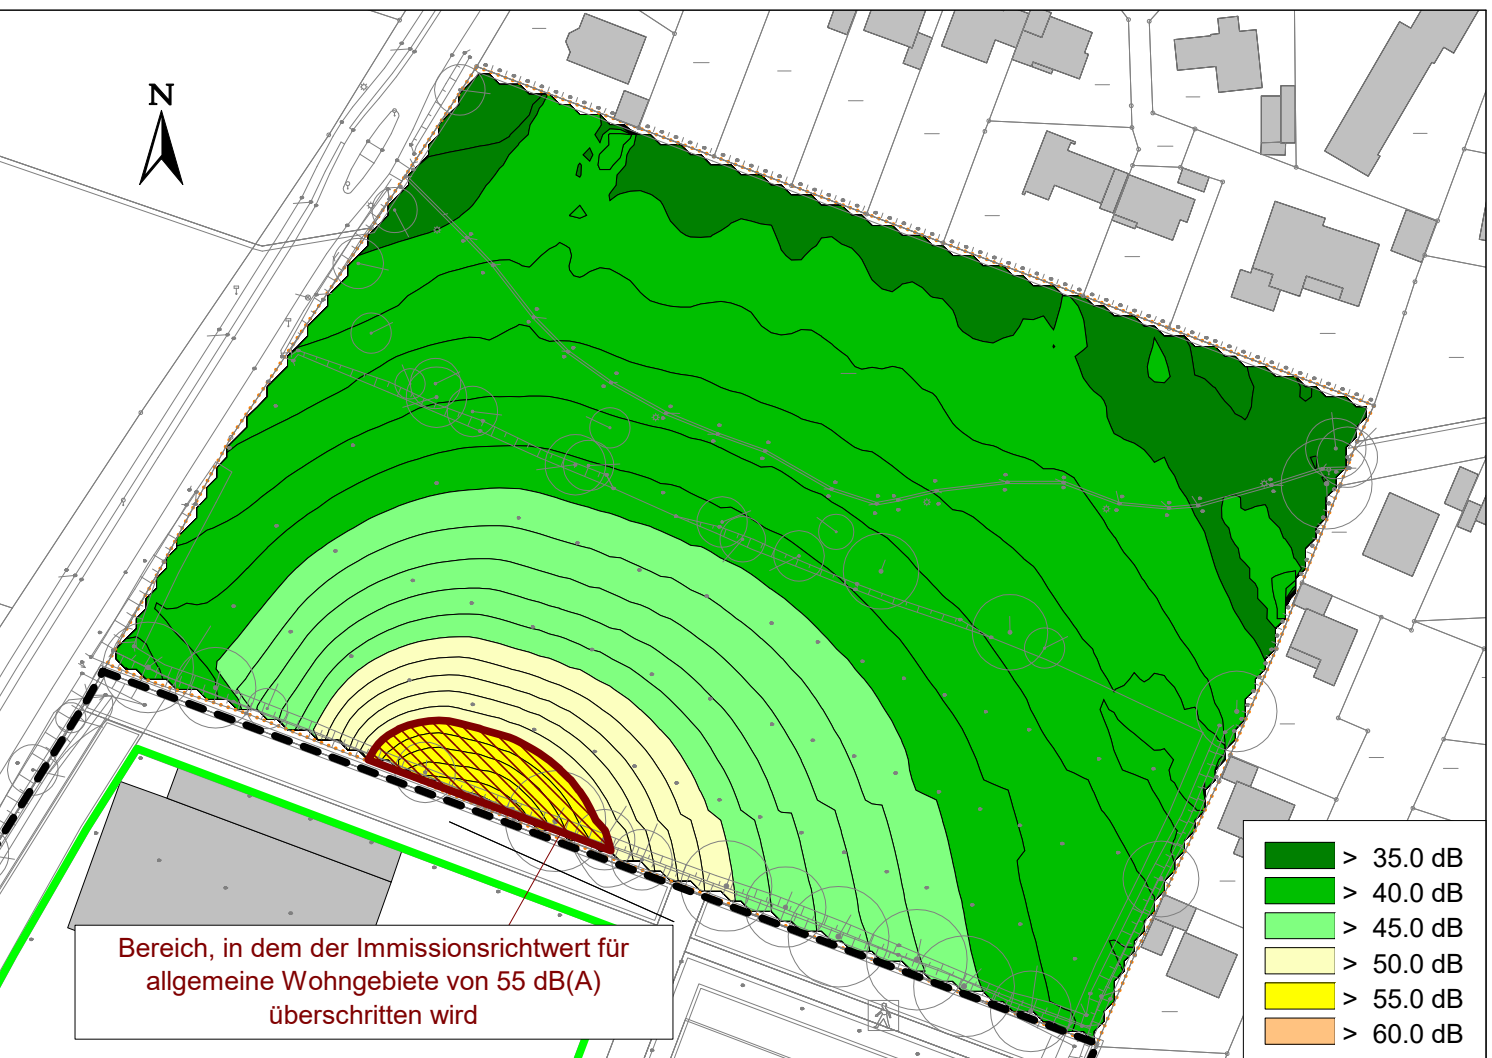 N
Bereich, in dem der Immissionsrichtwert für
allgemeine Wohngebiete von 55 dB(A)
überschritten wird
> 35.0 dB
> 40.0 dB
> 45.0 dB
> 50.0 dB
> 55.0 dB
> 60.0 dB